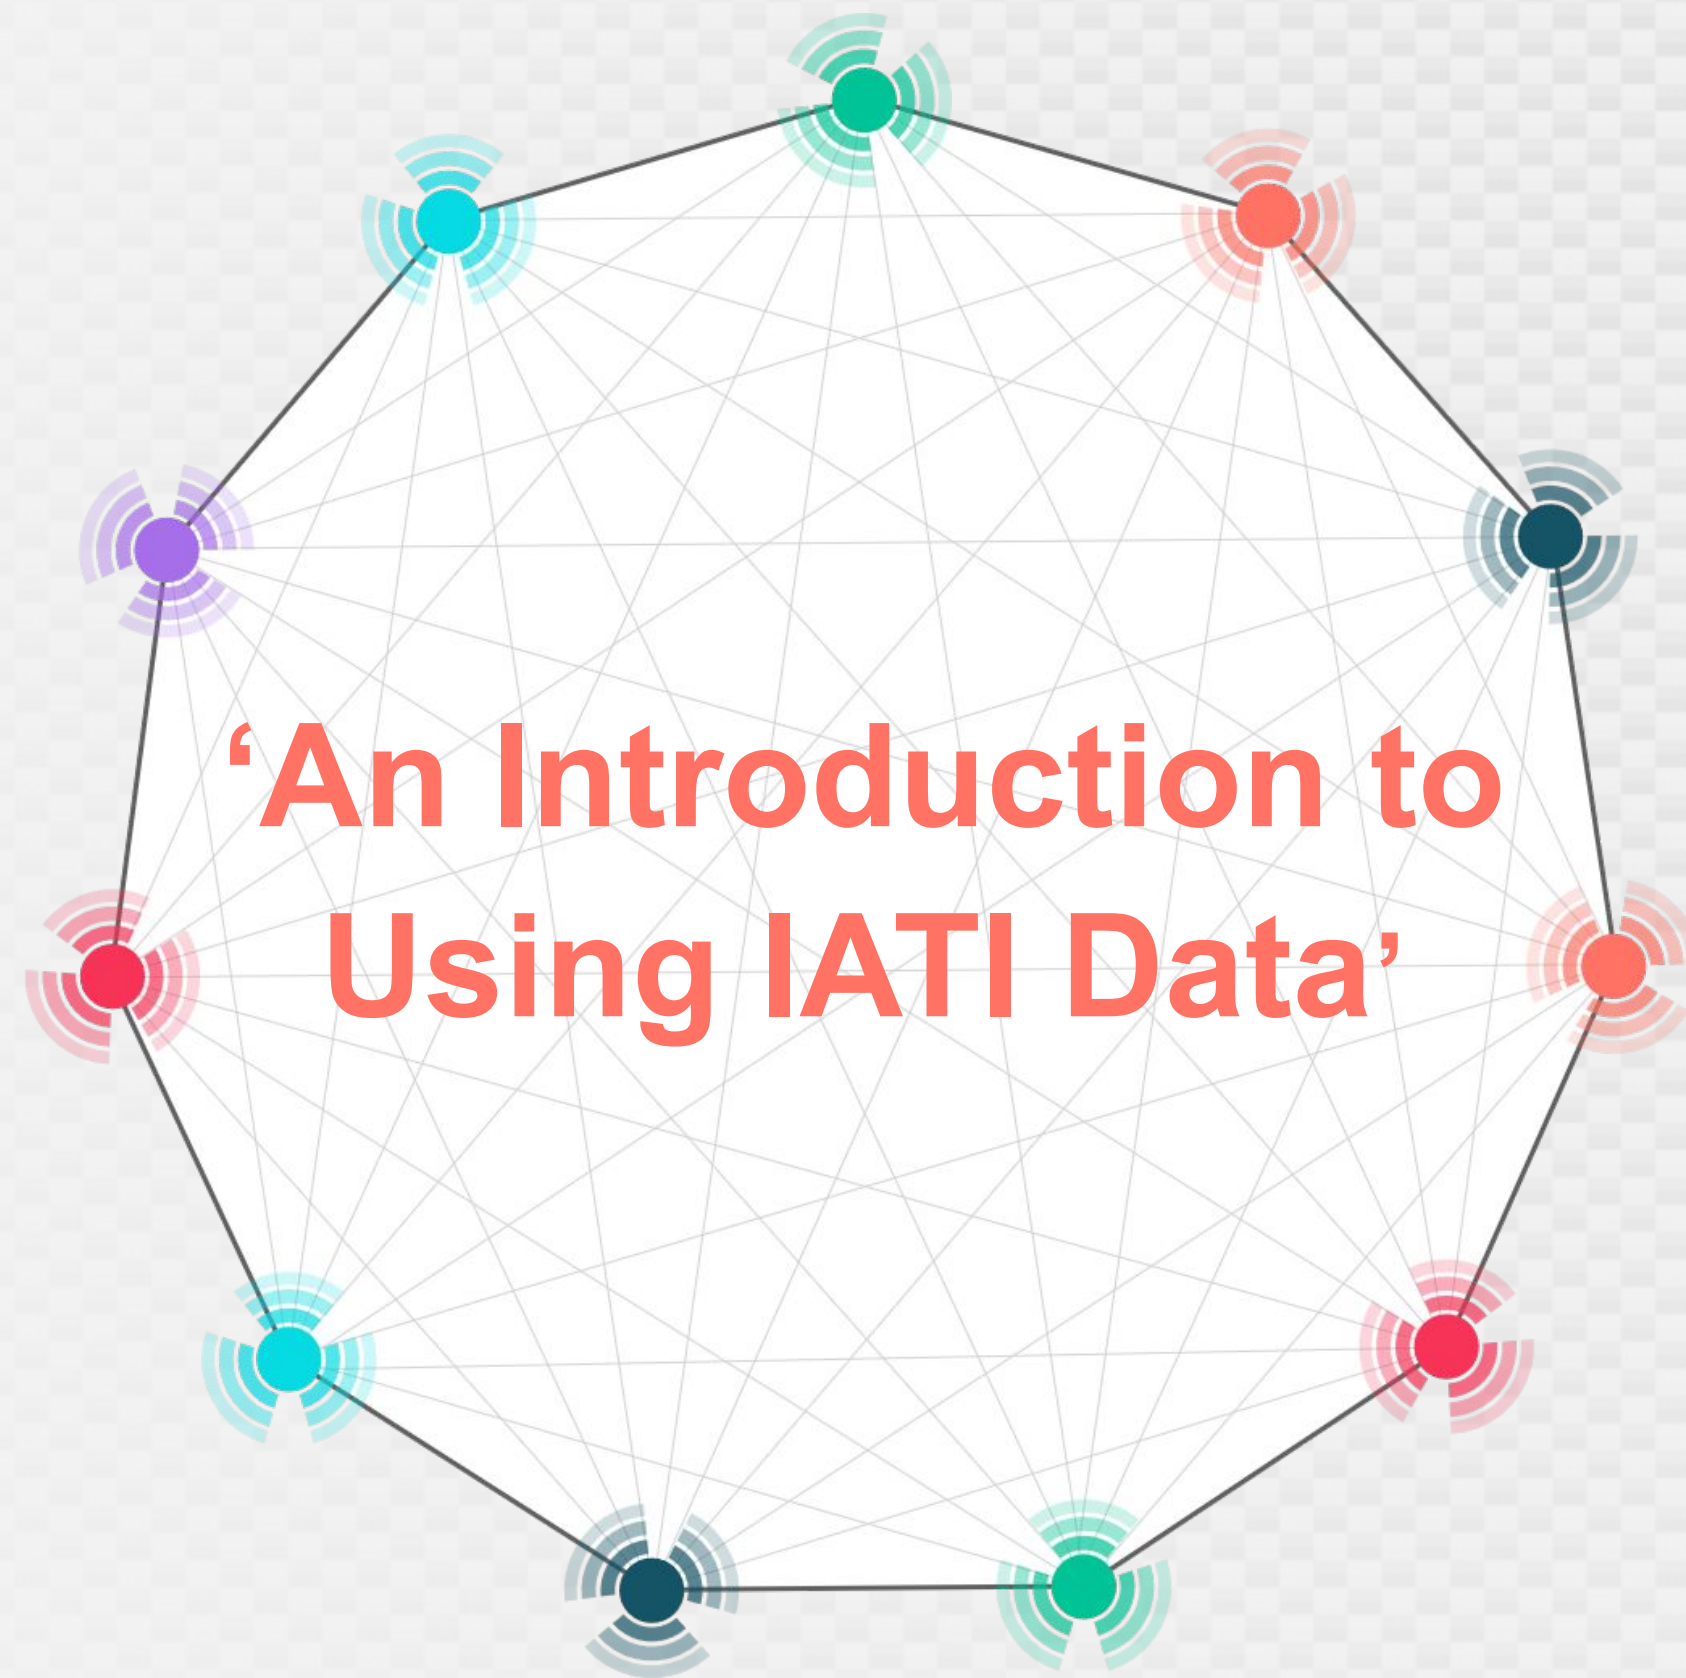 ‘An Introduction to
Using IATI Data’